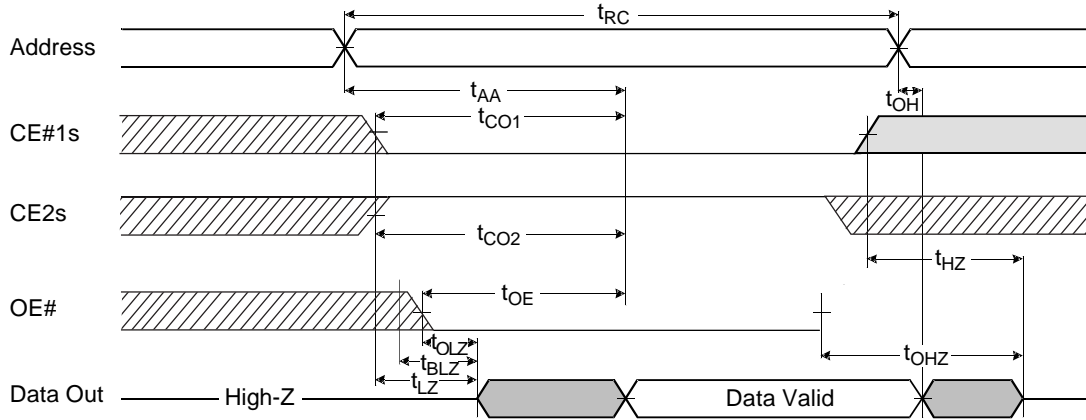 tRC
Address
tAA
tOH
tCO1
CE#1s
CE2s
tCO2
tHZ
tOE
OE#
tOLZ
tBLZ
tOHZ
tLZ
Data Out
High-Z
Data Valid